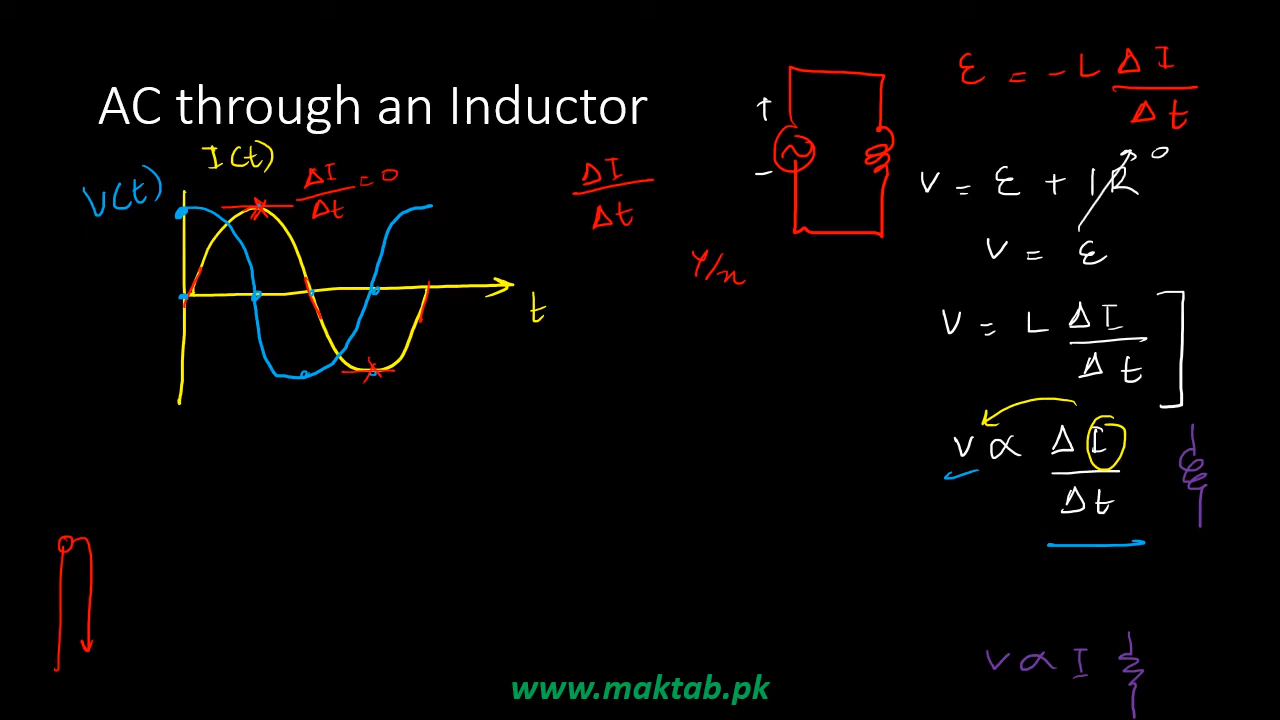 AC through an Inductor
I(t)
V(t)
ΔI/Δt = 0
t
ΔI/Δt
Y/x
ε = -L ΔI/Δt
V = ε + IR 0
V = ε
V = L ΔI/Δt
V ∝ ΔI/Δt
V ∝ I
www.maktab.pk